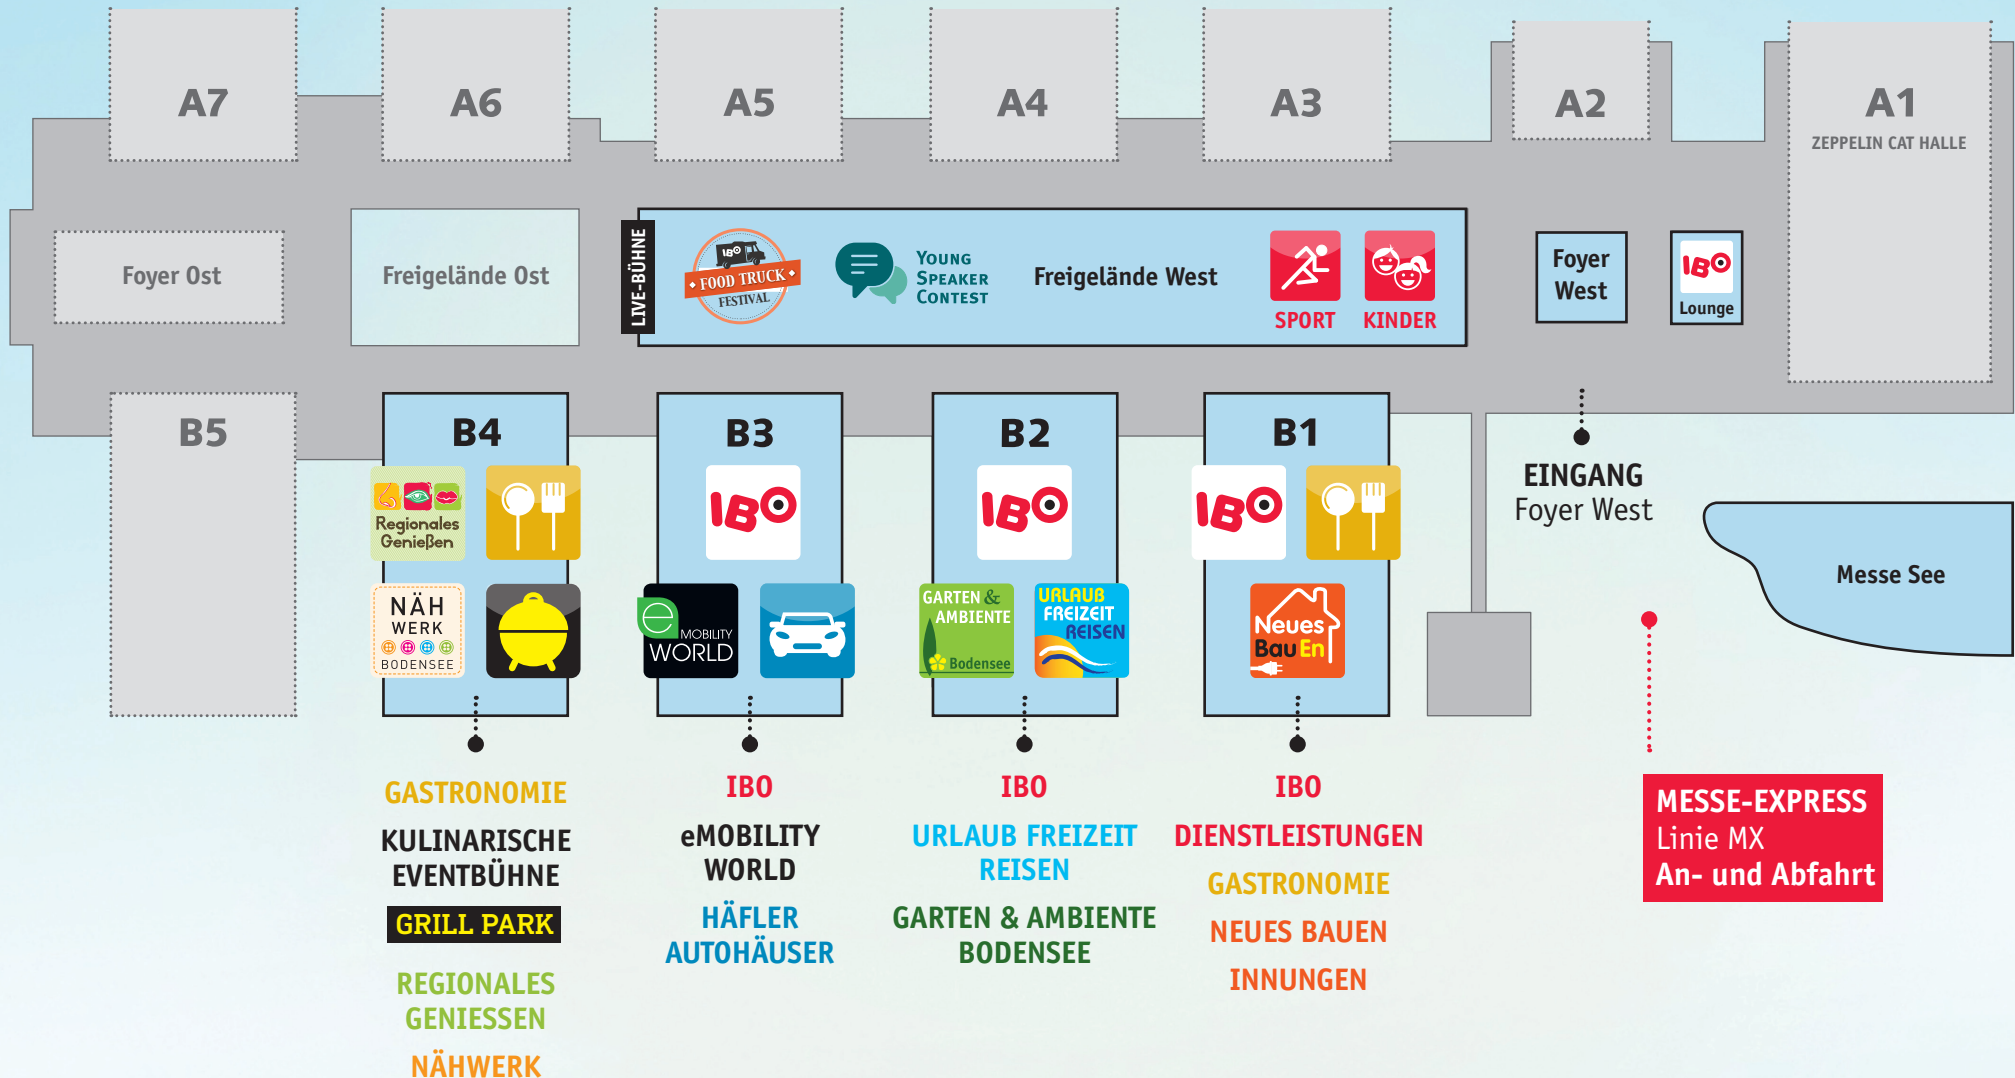 A7
A6
A5
A4
A3
A2
A1
ZEPPELIN CAT HALLE
Foyer Ost
Freigelände Ost
LIVE-BÜHNE
IBO
FOOD TRUCK
FESTIVAL
YOUNG
SPEAKER
CONTEST
Freigelände West
SPORT
KINDER
Foyer
West
IBO
Lounge
B5
B4
Regionales
Genießen
NÄH
WERK
BODENSEE
B3
IBO
e MOBILITY
WORLD
B2
IBO
GARTEN &
AMBIENTE
Bodensee
URLAUB
FREIZEIT
REISEN
B1
IBO
Neues
BauEn
EINGANG
Foyer West
Messe See
GASTRONOMIE
KULINARISCHE
EVENTBÜHNE
GRILL PARK
REGIONALES
GENIESSEN
NÄHWERK
IBO
eMOBILITY
WORLD
HÄFLER
AUTOHÄUSER
IBO
URLAUB FREIZEIT
REISEN
GARTEN & AMBIENTE
BODENSEE
IBO
DIENSTLEISTUNGEN
GASTRONOMIE
NEUES BAUEN
INNUNGEN
MESSE-EXPRESS
Linie MX
An- und Abfahrt